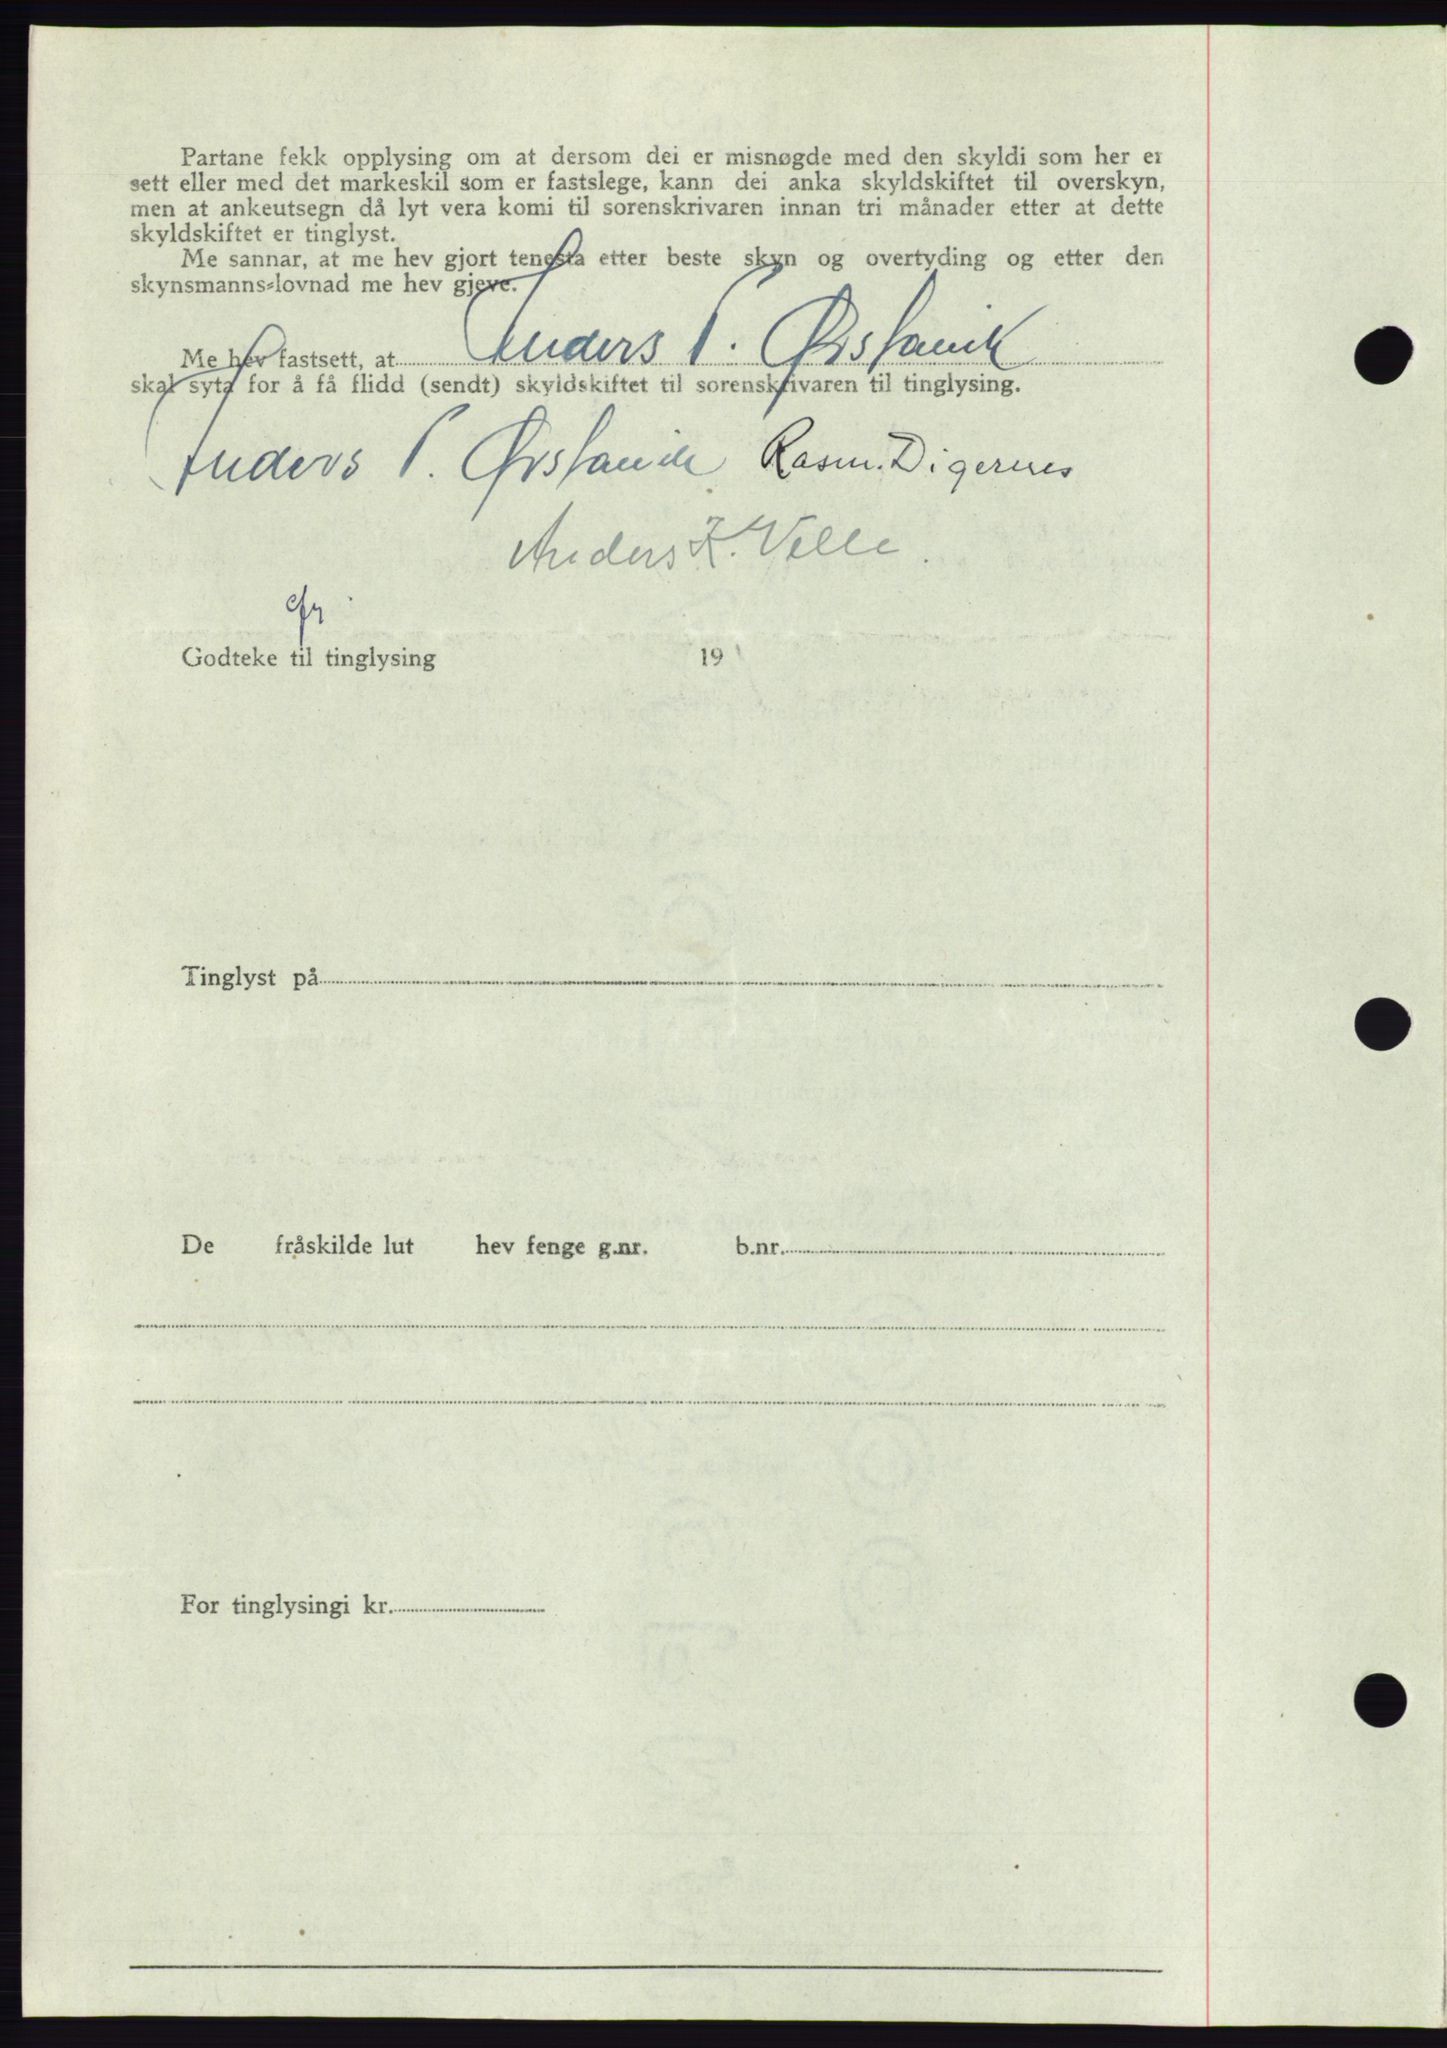 Partane fekk opplysing om at dersom dei er misnøgde med den skyldi som her er
sett eller med det markeskil som er fastslege, kann dei anka skyldskiftet til overskyn,
men at ankeutsegn då lyt vera komi til sorenskrivaren innan tri månader etter at dette
skyldskiftet er tinglyst.
Me sannar, at me hev gjort tenesta etter beste skyn og overtyding og etter den
skynsmanns-lovnad me hev gjeve.
Me hev fastsett, at Anders P. Ørstavik
skal syta for å få flidd (sendt) skyldskiftet til sorenskrivaren til tinglysing.
Anders P. Ørstavik Rasm. Digernes
Anders K. Velle.
Godteke til tinglysing 19
Tinglyst på
De fråskilde lut hev fenge g.nr. b.nr.
For tinglysingi kr.